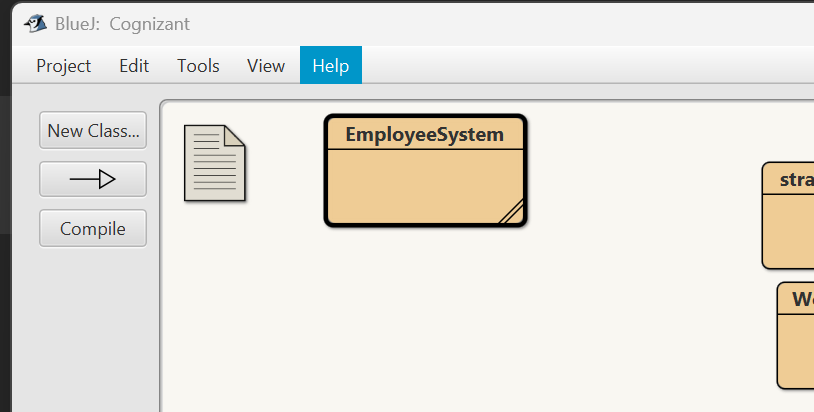 BlueJ: Cognizant
Project Edit Tools View Help
New Class...
Compile
EmployeeSystem
stra
We